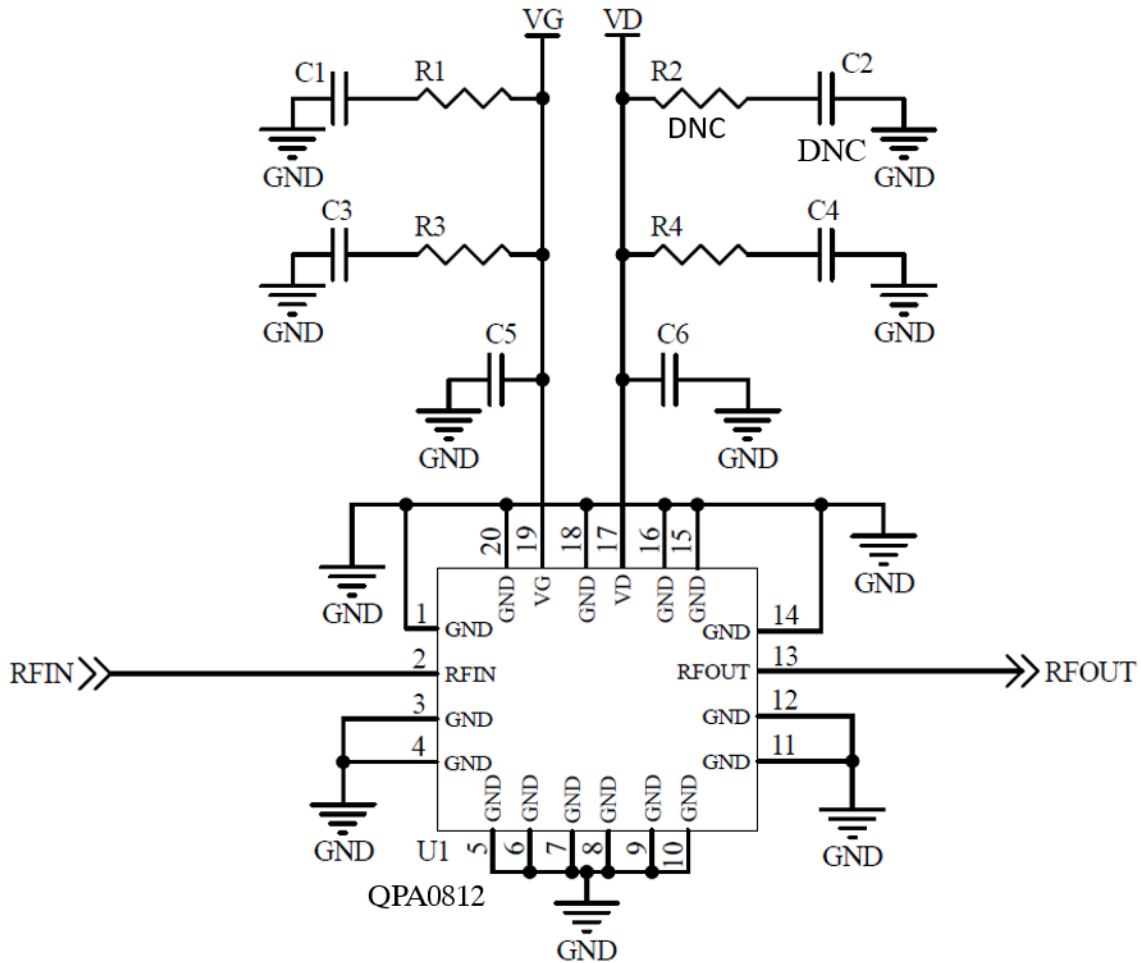 VG VD
C1 R1 R2 C2
DNC DNC
GND GND
C3 R3 R4 C4
GND GND
C5 C6
GND GND
20 19 18 17 16 15
GND VG GND VD GND GND
GND GND
1 GND GND 14
RFIN 2 RFIN RFOUT 13 RFOUT
3 GND GND 12
4 GND GND 11
GND GND GND GND GND GND
GND GND
U1 5 6 7 8 9 10
QPA0812
GND